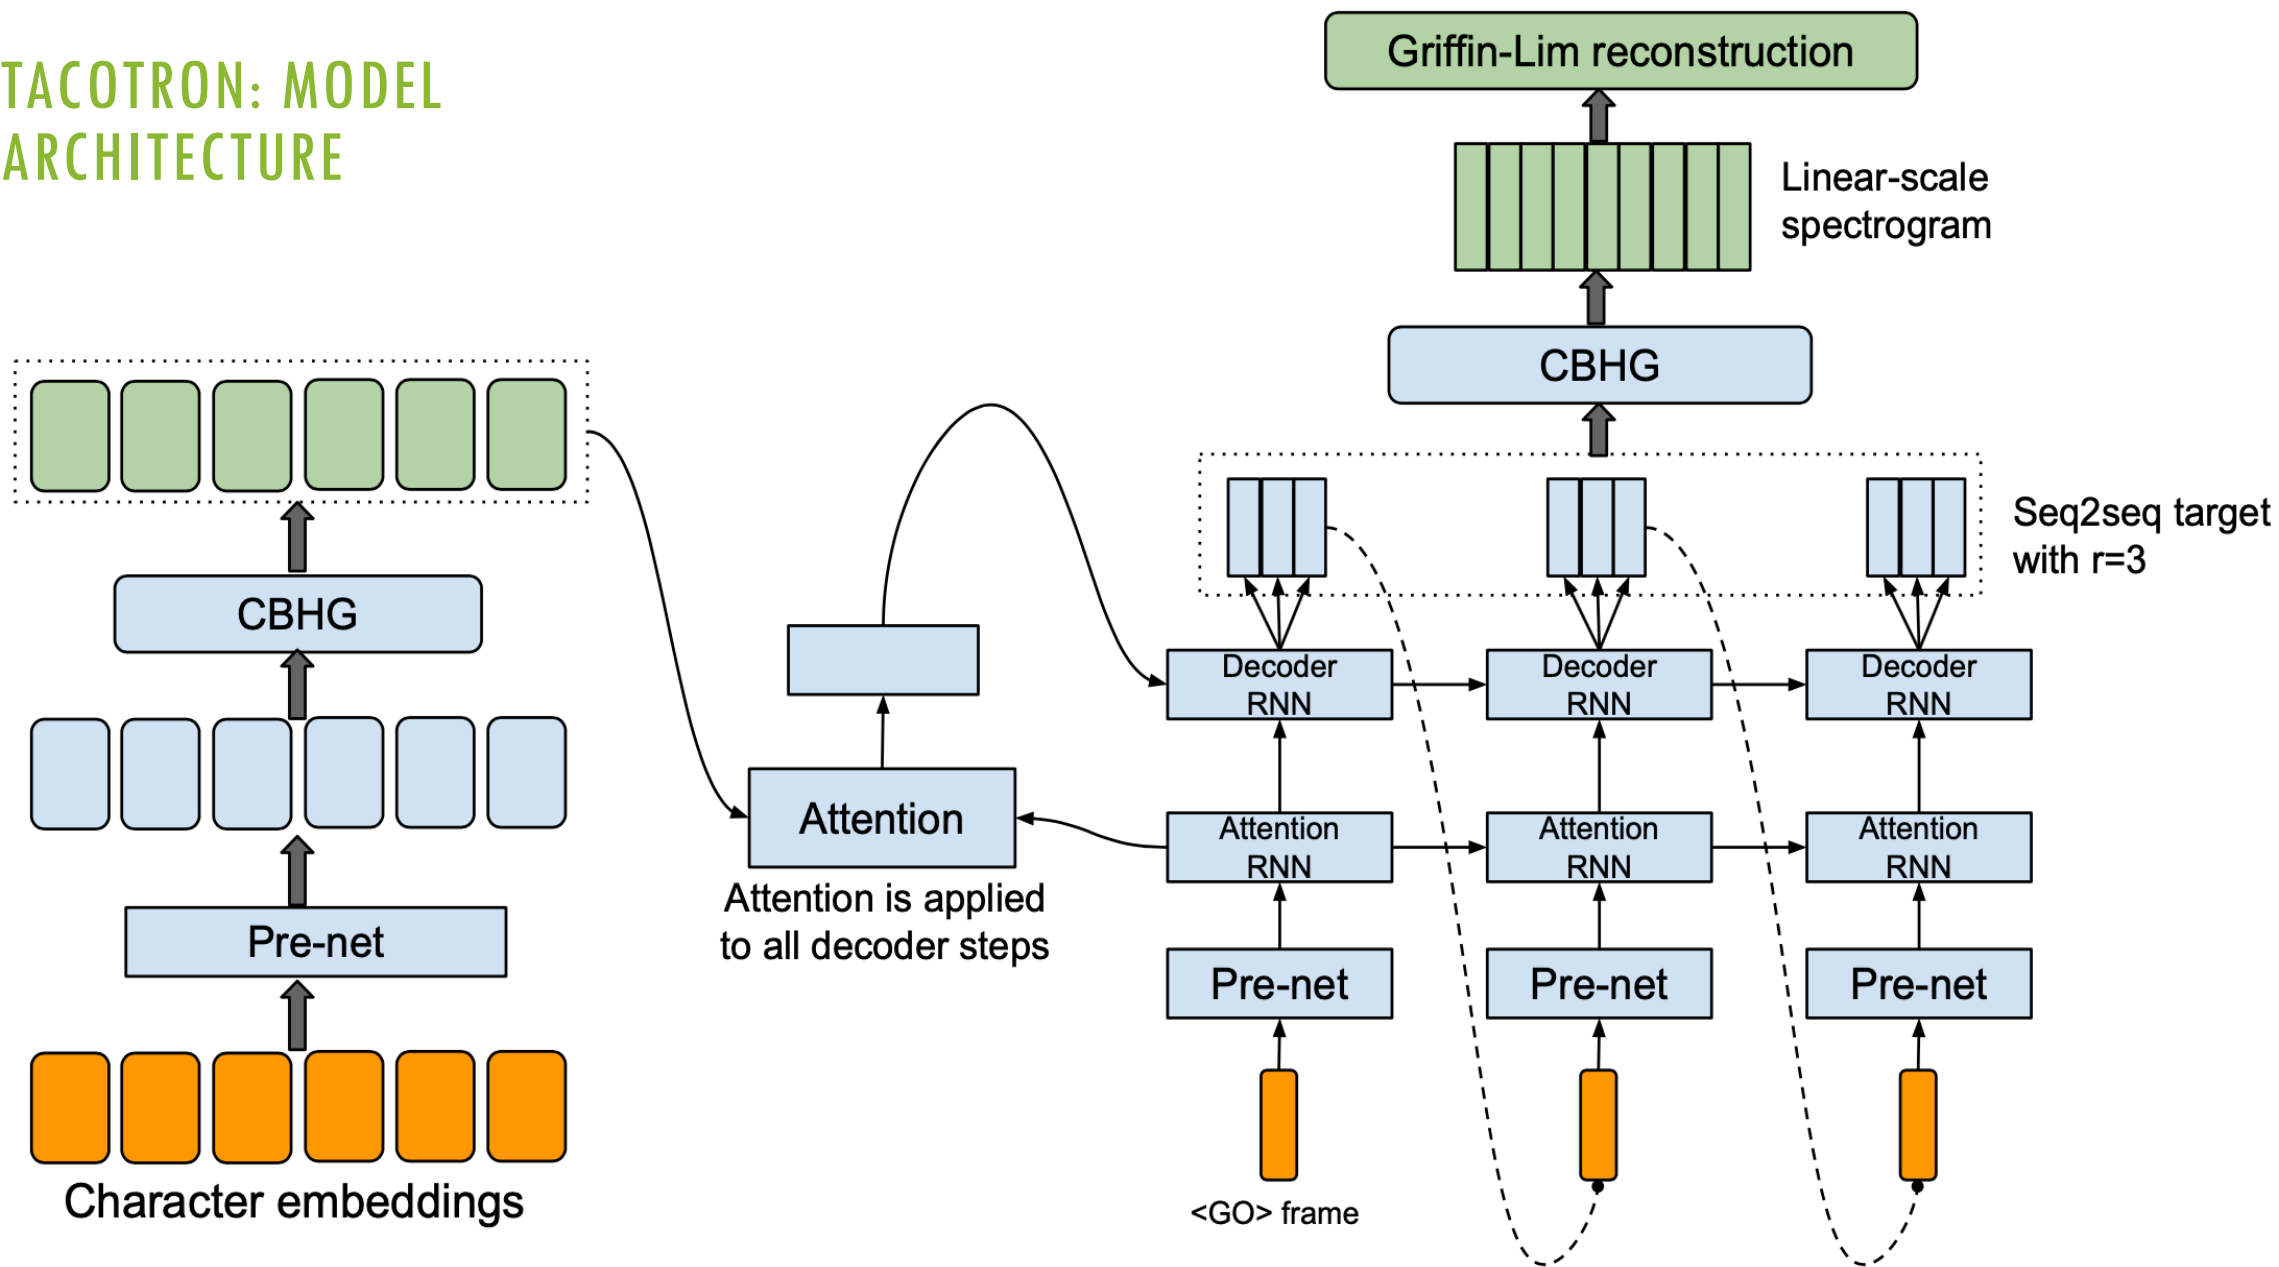 TACOTRON: MODEL
ARCHITECTURE
Griffin-Lim reconstruction
Linear-scale
spectrogram
CBHG
Seq2seq target
with r=3
CBHG
Decoder
RNN
Decoder
RNN
Decoder
RNN
Attention
Attention is applied
to all decoder steps
Attention
RNN
Attention
RNN
Attention
RNN
Pre-net
Pre-net
Pre-net
Pre-net
Character embeddings
<GO> frame